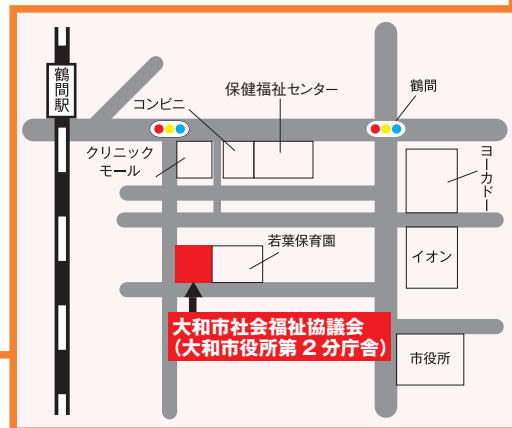 鶴間駅
コンビニ
保健福祉センター
鶴間
クリニック
モール
ヨーカドー
若葉保育園
イオン
大和市社会福祉協議会
（大和市役所第２分庁舎）
市役所